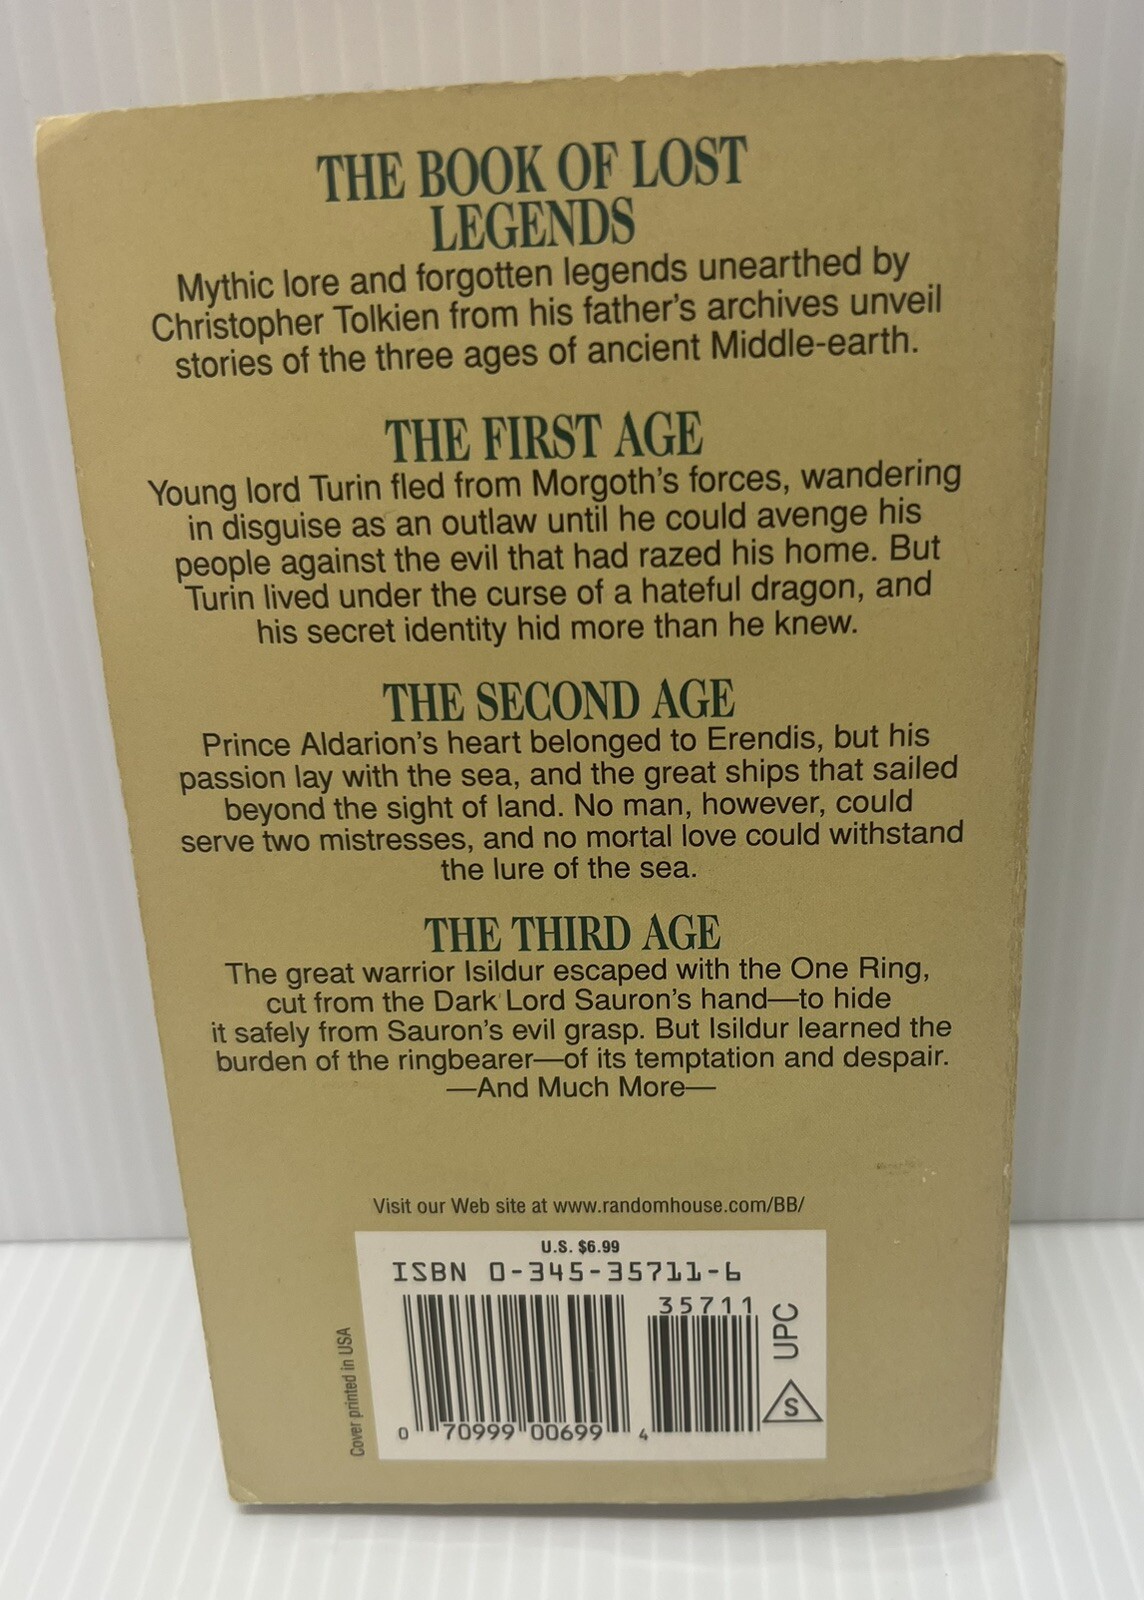 THE BOOK OF LOST
LEGENDS
Mythic lore and forgotten legends unearthed by
Christopher Tolkien from his father's archives unveil
stories of the three ages of ancient Middle-earth.
THE FIRST AGE
Young lord Turin fled from Morgoth's forces, wandering
in disguise as an outlaw until he could avenge his
people against the evil that had razed his home. But
Turin lived under the curse of a hateful dragon, and
his secret identity hid more than he knew.
THE SECOND AGE
Prince Aldarion's heart belonged to Erendis, but his
passion lay with the sea, and the great ships that sailed
beyond the sight of land. No man, however, could
serve two mistresses, and no mortal love could withstand
the lure of the sea.
THE THIRD AGE
The great warrior Isildur escaped with the One Ring,
cut from the Dark Lord Sauron's hand—to hide
it safely from Sauron's evil grasp. But Isildur learned the
burden of the ringbearer—of its temptation and despair.
—And Much More—
Visit our Web site at www.randomhouse.com/BB/
U.S. $6.99
ISBN 0-345-35711-6
35711
0 70999 00699 4
UPC
S
Cover printed in USA